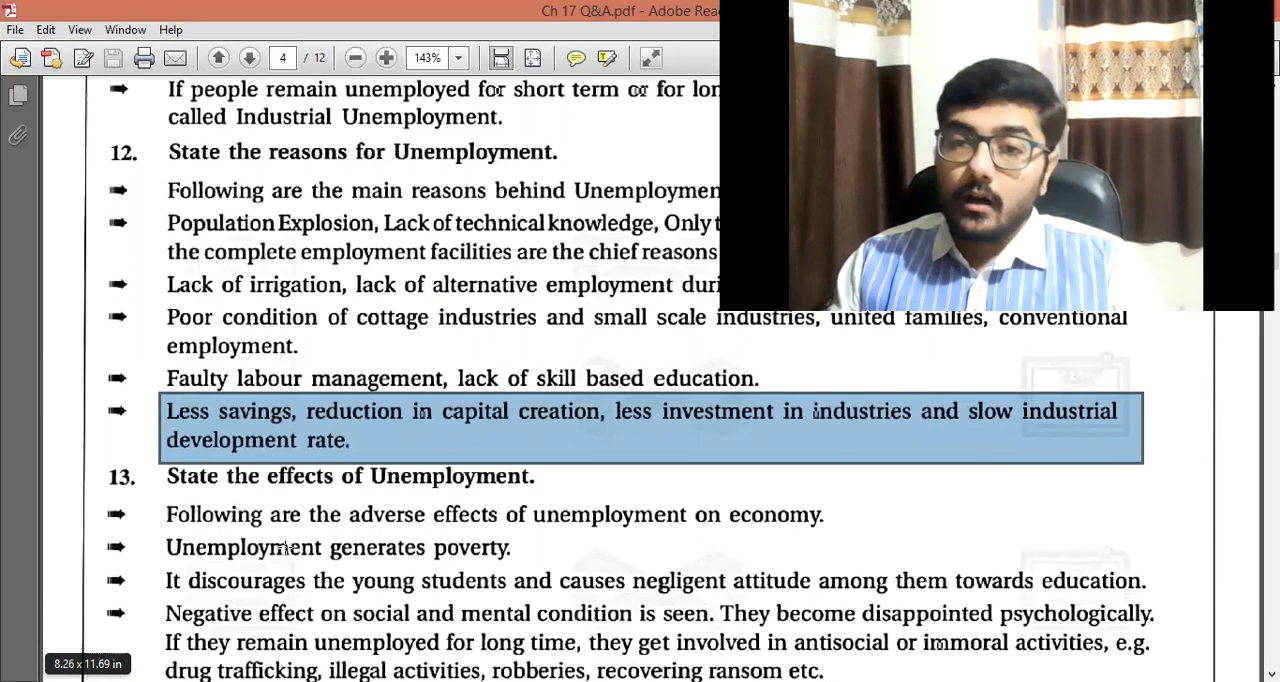 Ch 17 Q&A.pdf - Adobe Rea
File Edit View Window Help
4 / 12 143%
If people remain unemployed for short term or for lon
called Industrial Unemployment.
12. State the reasons for Unemployment.
Following are the main reasons behind Unemploymen
Population Explosion, Lack of technical knowledge, Only t
the complete employment facilities are the chief reasons
Lack of irrigation, lack of alternative employment duri
Poor condition of cottage industries and small scale industries, united families, conventional
employment.
Faulty labour management, lack of skill based education.
Less savings, reduction in capital creation, less investment in industries and slow industrial
development rate.
13. State the effects of Unemployment.
Following are the adverse effects of unemployment on economy.
Unemployment generates poverty.
It discourages the young students and causes negligent attitude among them towards education.
Negative effect on social and mental condition is seen. They become disappointed psychologically.
If they remain unemployed for long time, they get involved in antisocial or immoral activities, e.g.
drug trafficking, illegal activities, robberies, recovering ransom etc.
8.26 x 11.69 in